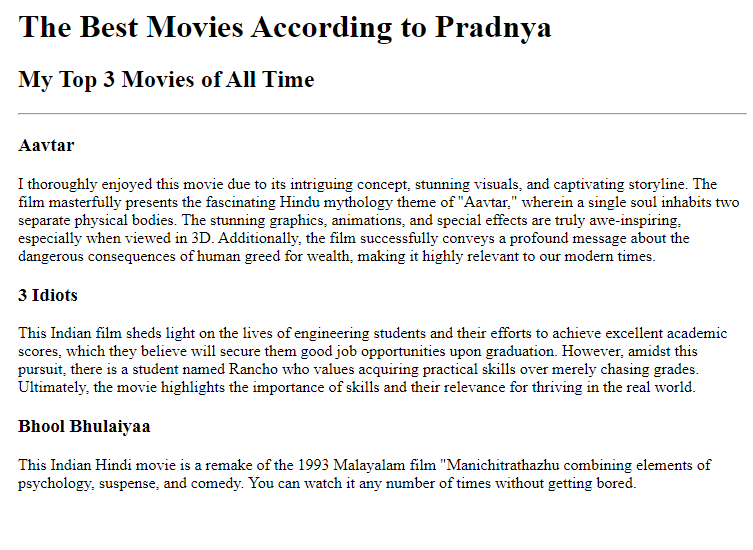 The Best Movies According to Pradnya
My Top 3 Movies of All Time
Aavtar
I thoroughly enjoyed this movie due to its intriguing concept, stunning visuals, and captivating storyline. The
film masterfully presents the fascinating Hindu mythology theme of "Aavtar," wherein a single soul inhabits two
separate physical bodies. The stunning graphics, animations, and special effects are truly awe-inspiring,
especially when viewed in 3D. Additionally, the film successfully conveys a profound message about the
dangerous consequences of human greed for wealth, making it highly relevant to our modern times.
3 Idiots
This Indian film sheds light on the lives of engineering students and their efforts to achieve excellent academic
scores, which they believe will secure them good job opportunities upon graduation. However, amidst this
pursuit, there is a student named Rancho who values acquiring practical skills over merely chasing grades.
Ultimately, the movie highlights the importance of skills and their relevance for thriving in the real world.
Bhool Bhulaiyaa
This Indian Hindi movie is a remake of the 1993 Malayalam film "Manichitrathazhu combining elements of
psychology, suspense, and comedy. You can watch it any number of times without getting bored.